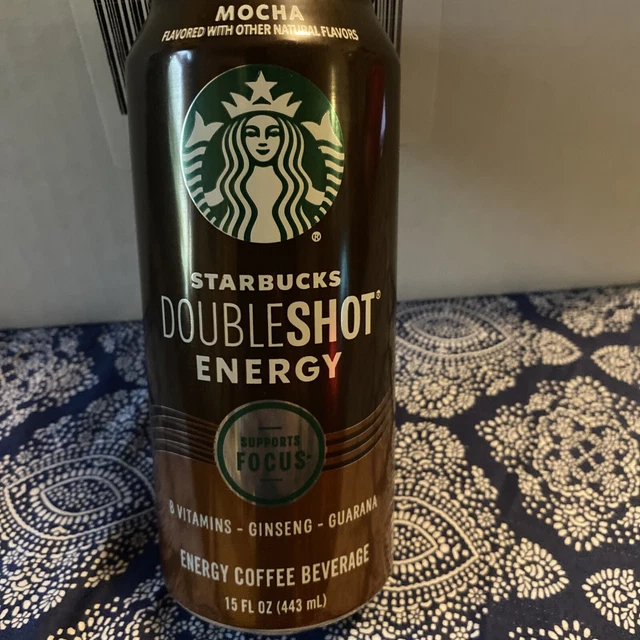 MOCHA
FLAVORED WITH OTHER NATURAL FLAVORS
®
STARBUCKS
DOUBLESHOT®
ENERGY
SUPPORTS
FOCUS*
B VITAMINS - GINSENG - GUARANA
ENERGY COFFEE BEVERAGE
15 FL OZ (443 mL)